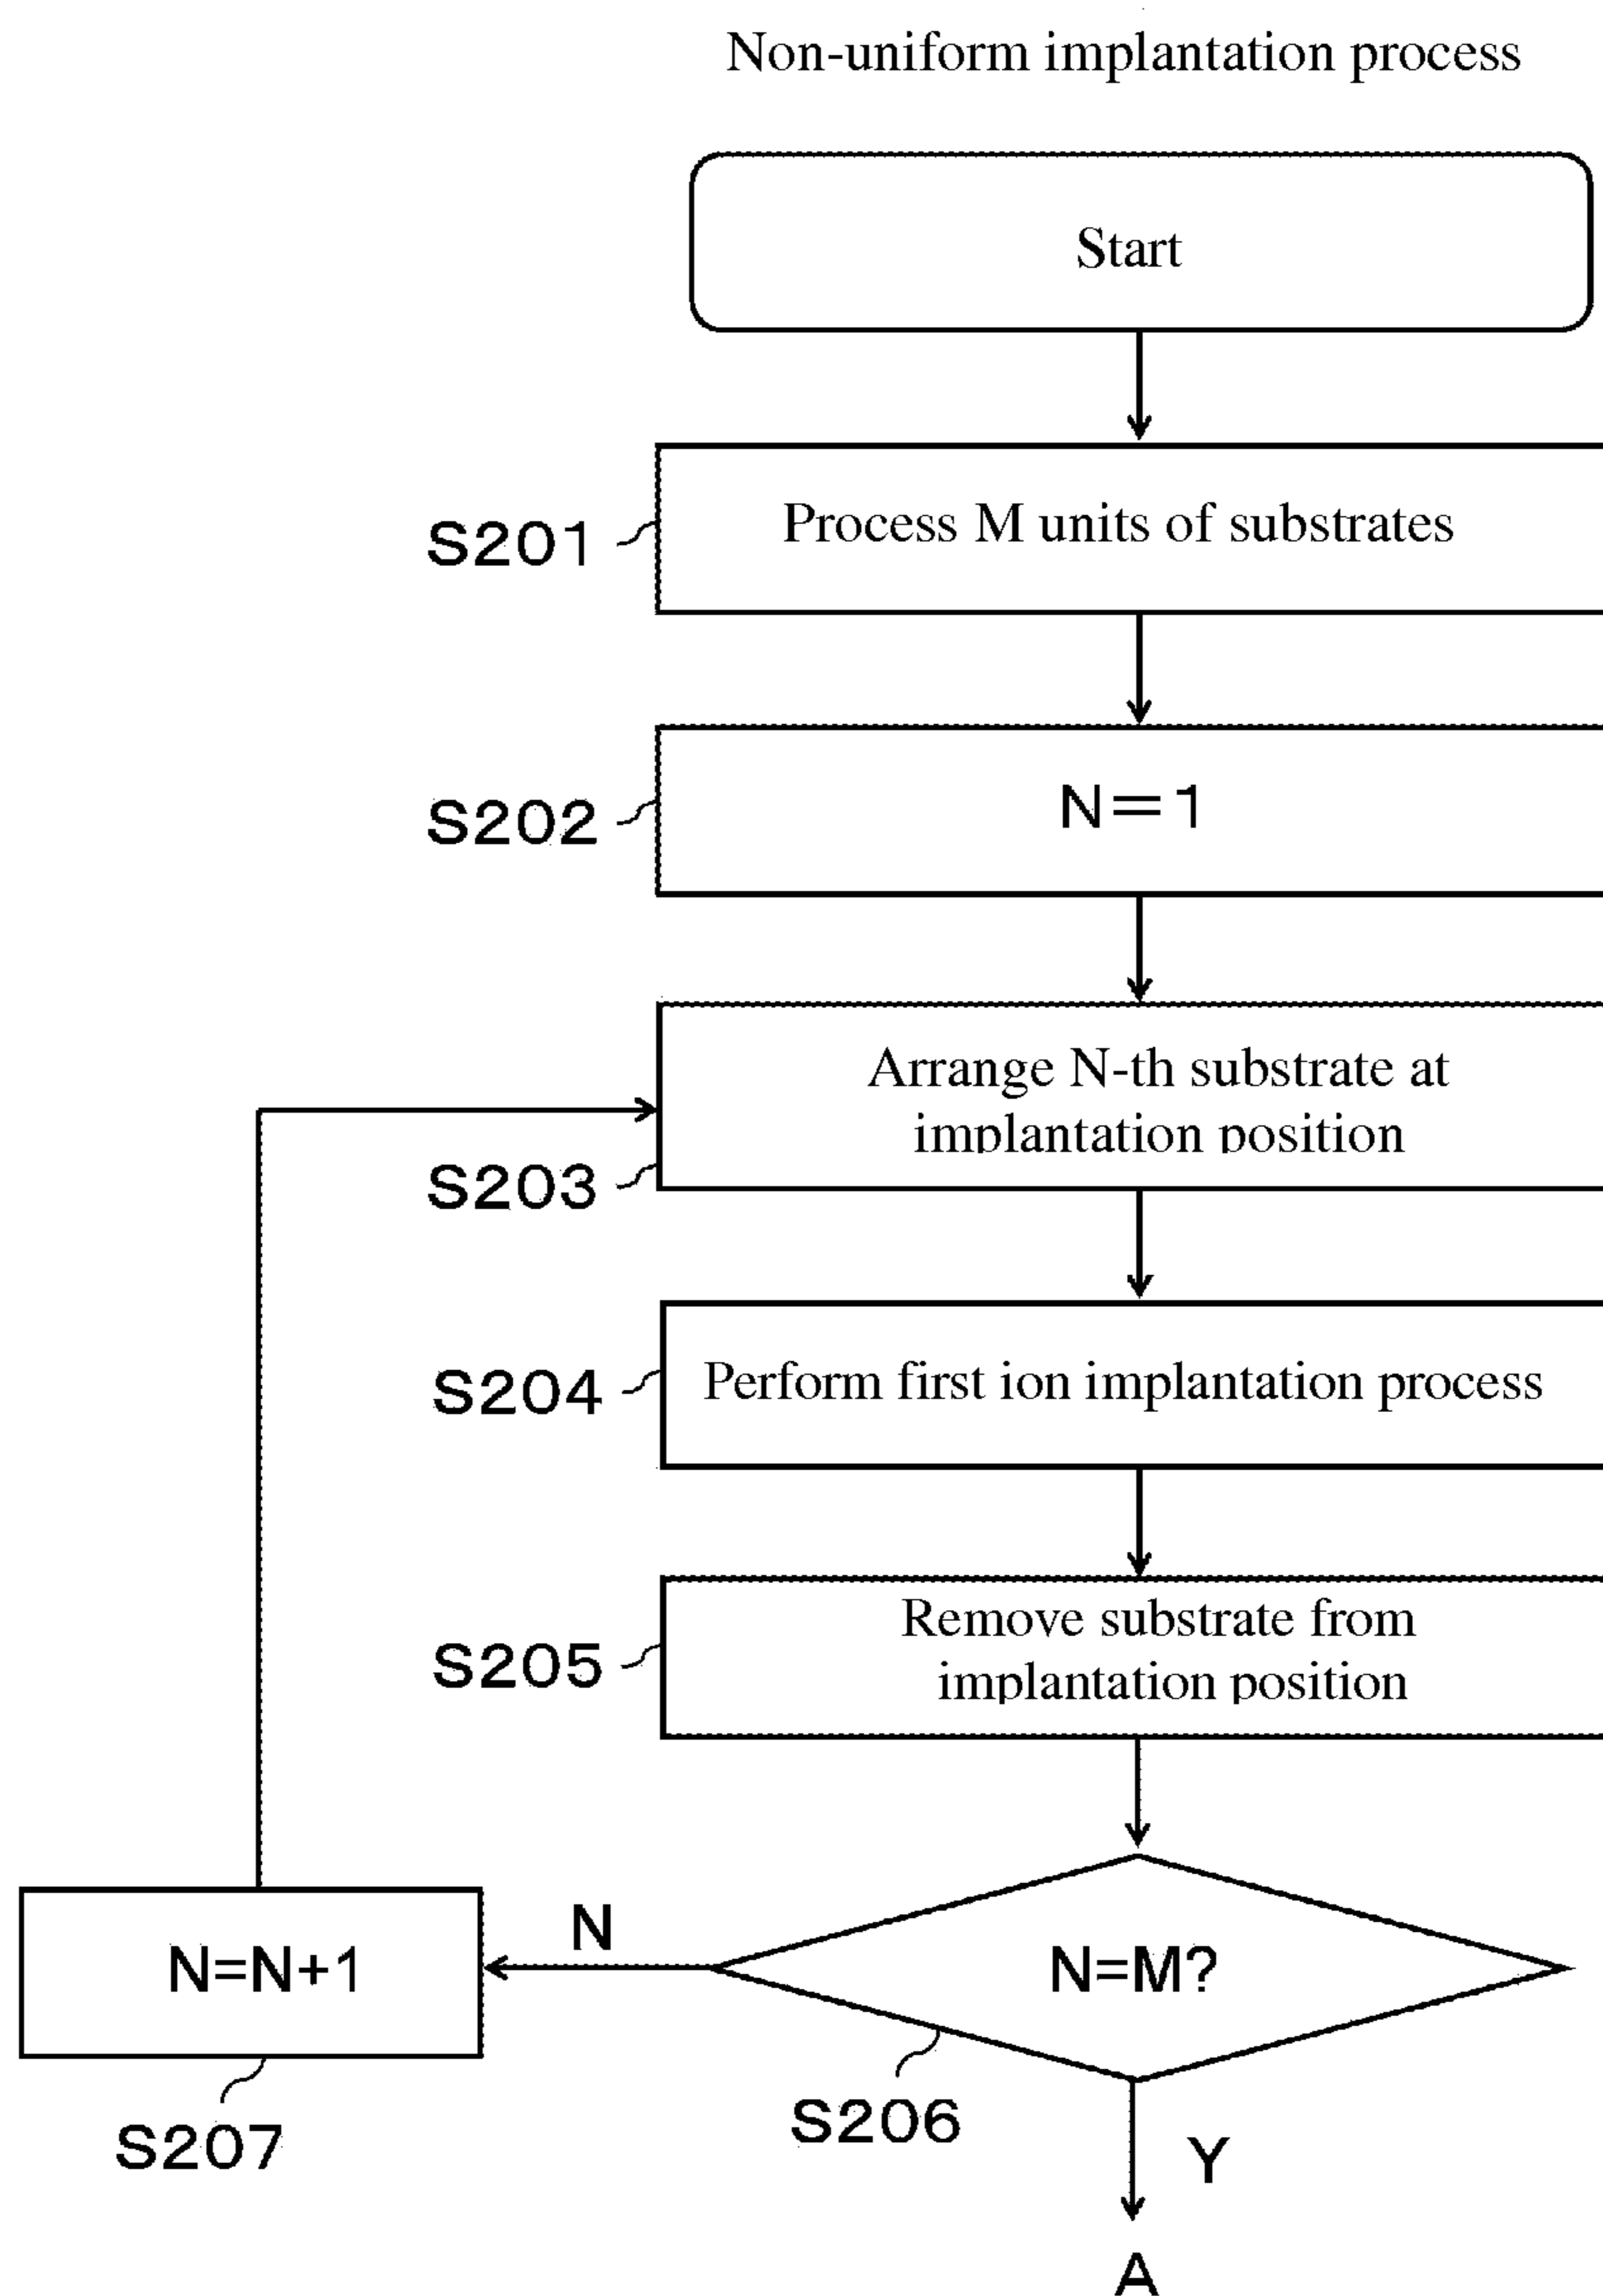 Non-uniform implantation process
Start
S201
Process M units of substrates
S202
N=1
Arrange N-th substrate at
implantation position
S203
S204
Perform first ion implantation process
Remove substrate from
implantation position
S205
N=N+1
N
N=M?
S207
S206
Y
A